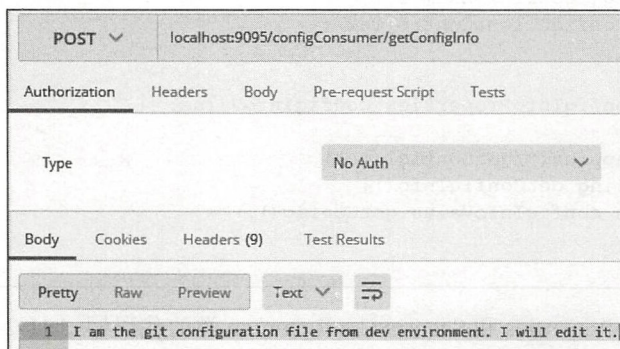 POST localhost:9095/configConsumer/getConfigInfo
Authorization Headers Body Pre-request Script Tests
Type No Auth
Body Cookies Headers (9) Test Results
Pretty Raw Preview Text
1 I am the git configuration file from dev environment. I will edit it.